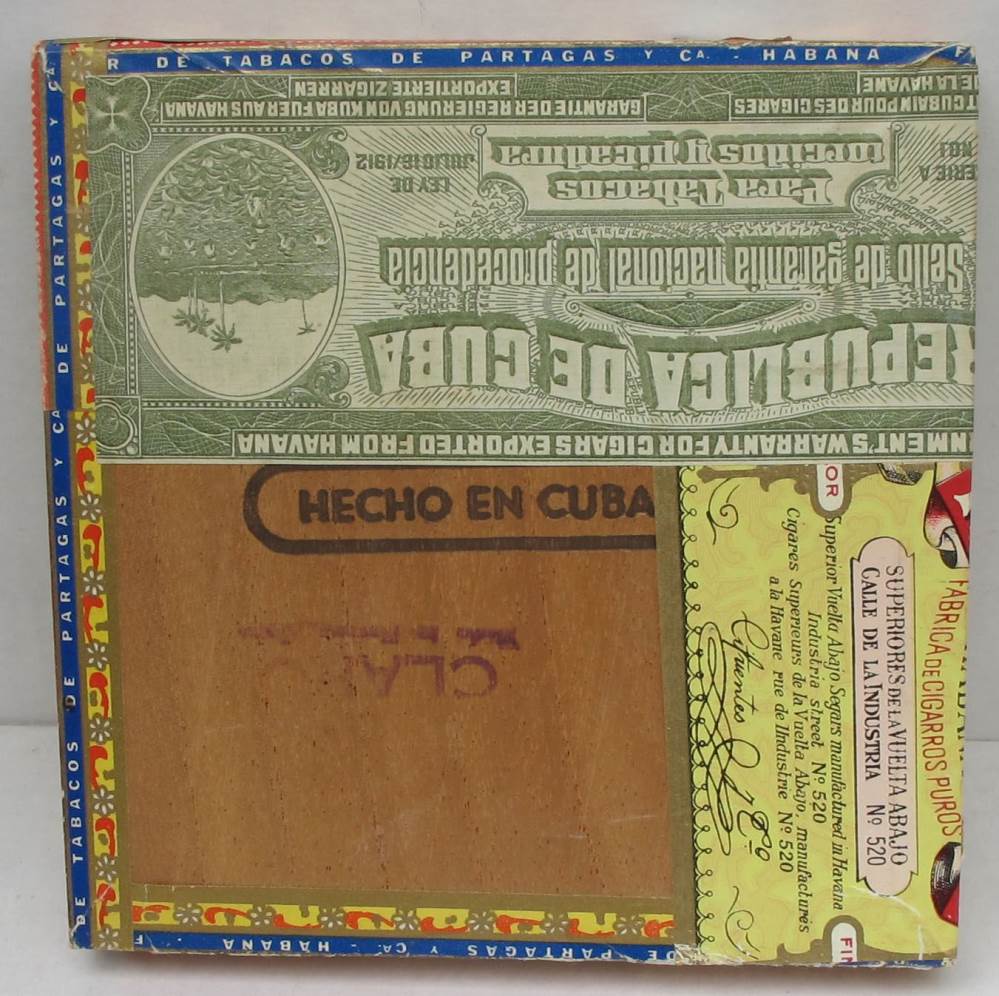 R DE TABACOS DE PARTAGAS Y CA. - HABANA F
DE TABACOS DE PARTAGAS Y CA DE PARTAGAS Y CA.
T CUBAIN POUR DES CIGARES
DE LA HAVANE
GARANTIE DER REGIERUNG VON KUBA FUER AUS HAVANA
EXPORTIERTE ZIGARREN
NMENT'S WARRANTY FOR CIGARS EXPORTED FROM HAVANA
REPUBLICA DE CUBA
Sello de garantia nacional de procedencia
Para Tabacos
torcidos y picadura
LEY DE
JULIO 16/1912
SERIE A
Nº1
HECHO EN CUBA
CLA
OR
FIN
Superior Vuelta Abajo Segars manufactured in Havana
Industria street Nº 520
Cigares Superieurs de la Vuelta Abajo, manufacturés
a la Havane rue de Industrie Nº 520
Cifuentes
SUPERIORES DE LA VUELTA ABAJO
CALLE DE LA INDUSTRIA Nº 520
FÁBRICA DE CIGARROS PUROS
DE PARTAGAS Y CA. - HABANA F